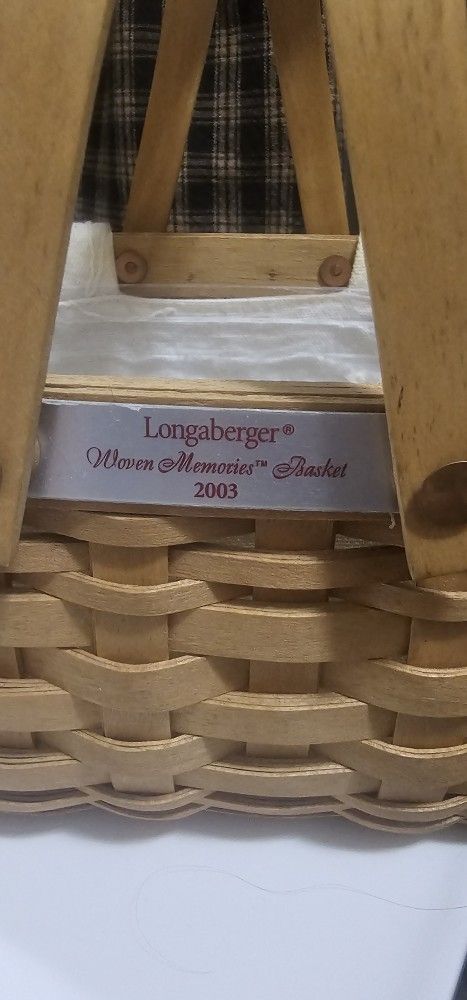 Longaberger®
Woven Memories™ Basket
2003